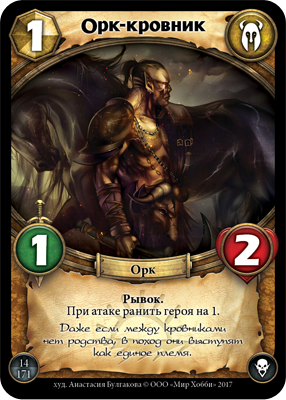 1
Орк-кровник
1
2
Орк
Рывок.
При атаке ранить героя на 1.
Даже если между кровниками
нет родства, в поход они выступят
как единое племя.
14
171
худ. Анастасия Булгакова © ООО «Мир Хобби» 2017